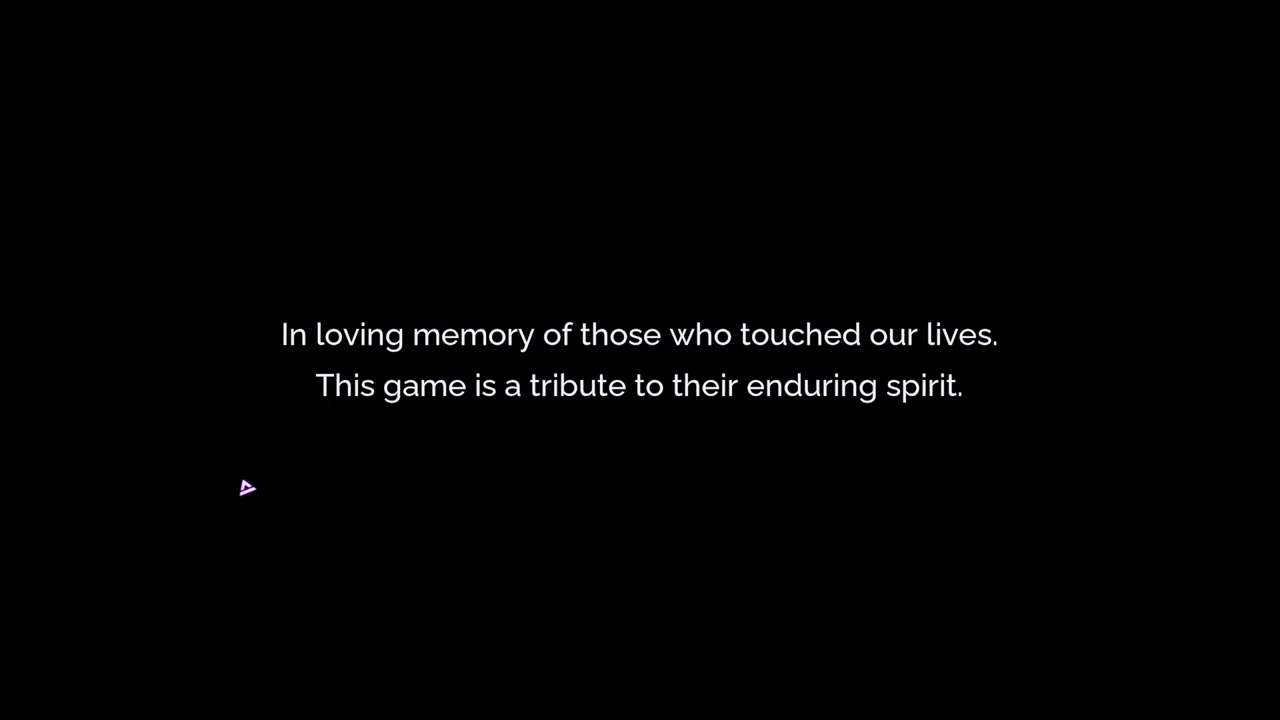 In loving memory of those who touched our lives.
This game is a tribute to their enduring spirit.